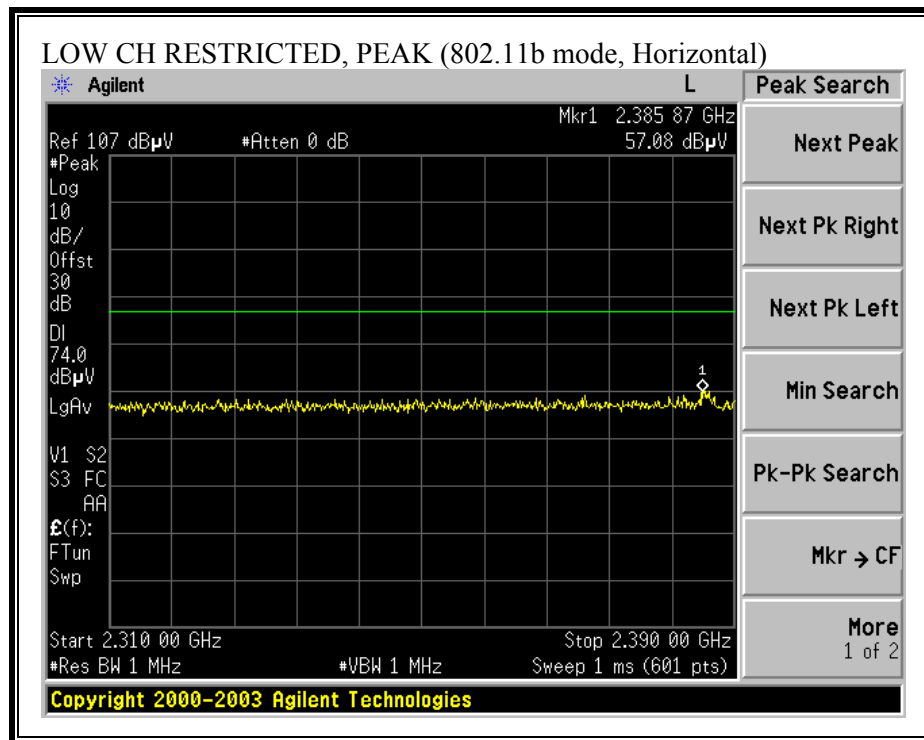 LOW CH RESTRICTED, PEAK (802.11b mode, Horizontal)
Agilent L Peak Search
Mkr1 2.385 87 GHz
Ref 107 dBµV #Atten 0 dB 57.08 dBµV
#Peak
Log
10
dB/
Offst
30
dB
DI
74.0
dBµV
LgAv
1
V1 S2
S3 FC
AA
£(f):
FTun
Swp
Start 2.310 00 GHz Stop 2.390 00 GHz
#Res BW 1 MHz #VBW 1 MHz Sweep 1 ms (601 pts)
Next Peak
Next Pk Right
Next Pk Left
Min Search
Pk-Pk Search
Mkr → CF
More
1 of 2
Copyright 2000-2003 Agilent Technologies